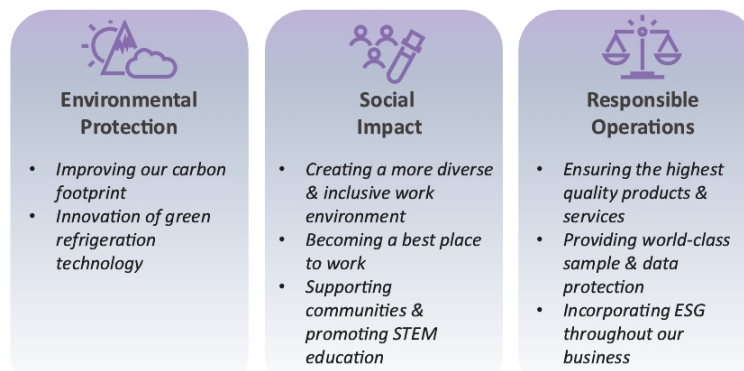 Environmental
Protection
• Improving our carbon
footprint
• Innovation of green
refrigeration
technology
Social
Impact
• Creating a more diverse
& inclusive work
environment
• Becoming a best place
to work
• Supporting
communities &
promoting STEM
education
Responsible
Operations
• Ensuring the highest
quality products &
services
• Providing world-class
sample & data
protection
• Incorporating ESG
throughout our
business